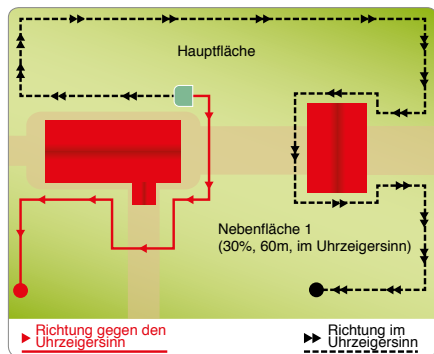 Hauptfläche
Nebenfläche 1
(30%, 60m, im Uhrzeigersinn)
Richtung gegen den
Uhrzeigersinn
Richtung im
Uhrzeigersinn